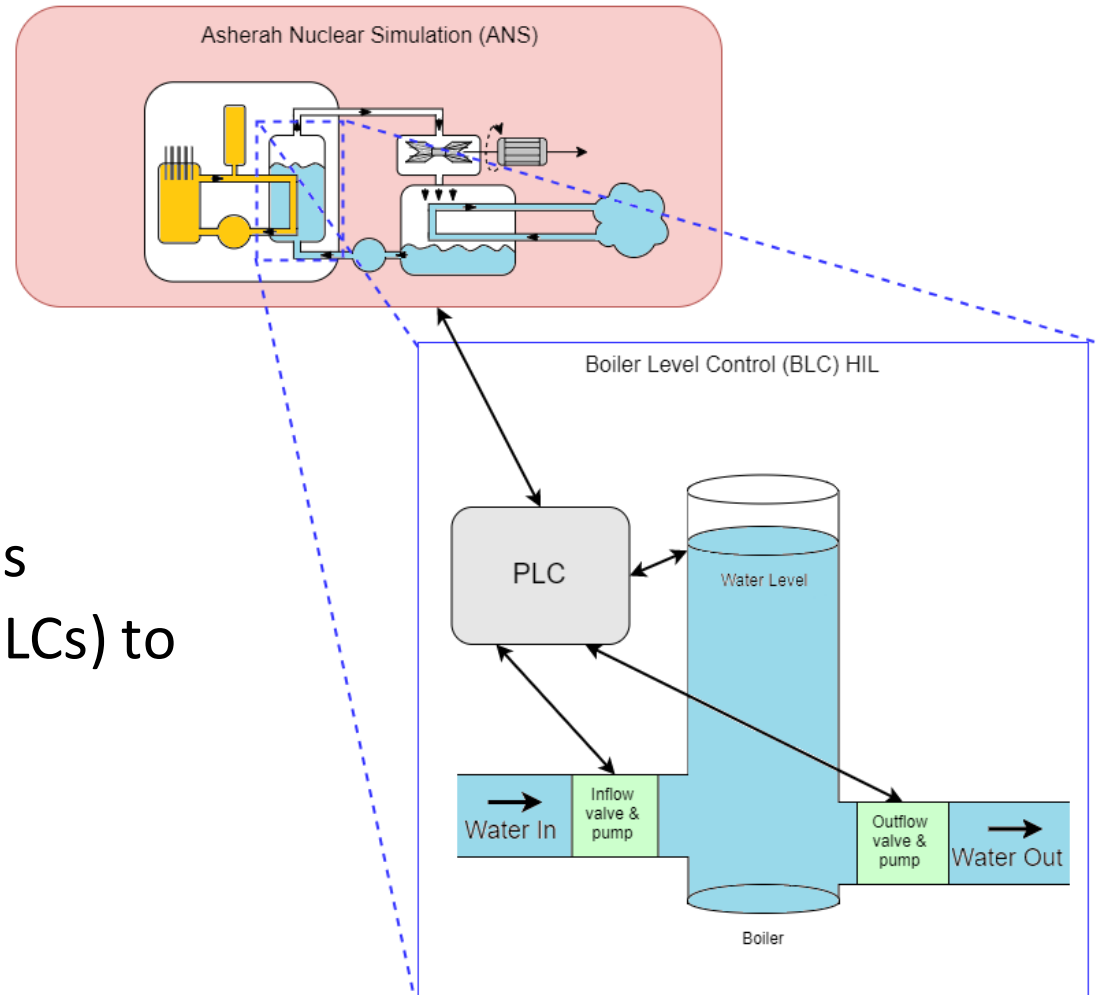 Asherah Nuclear Simulation (ANS)
Boiler Level Control (BLC) HIL
s
LCs) to
PLC
Water Level
Inflow
valve &
pump
Water In
Outflow
valve &
pump
Water Out
Boiler